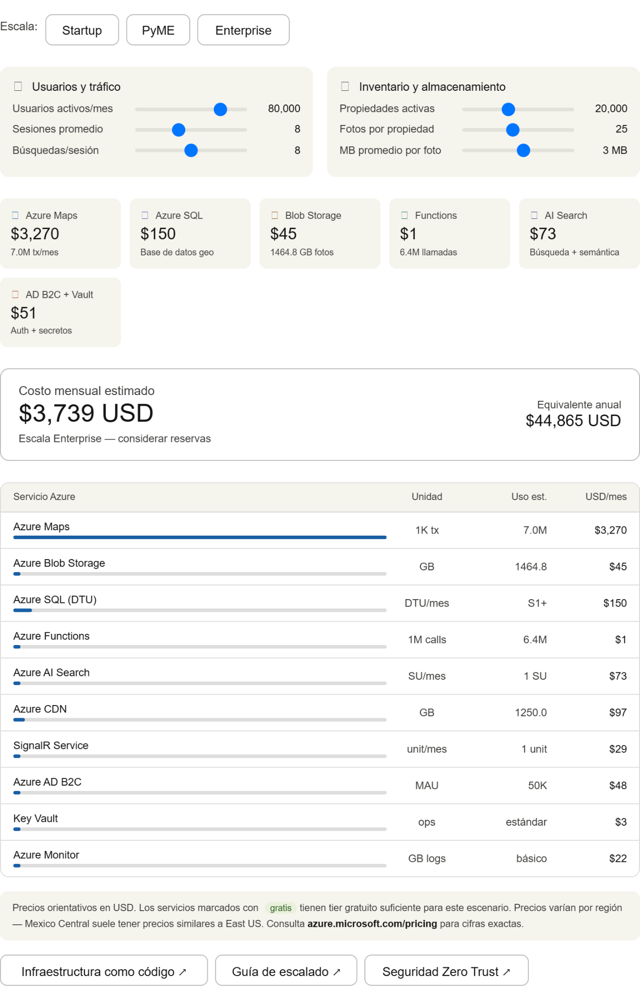 Escala:
Startup
PyME
Enterprise
Usuarios y tráfico
Usuarios activos/mes 80,000
Sesiones promedio 8
Búsquedas/sesión 8
Inventario y almacenamiento
Propiedades activas 20,000
Fotos por propiedad 25
MB promedio por foto 3 MB
Azure Maps
$3,270
7.0M tx/mes
Azure SQL
$150
Base de datos geo
Blob Storage
$45
1464.8 GB fotos
Functions
$1
6.4M llamadas
AI Search
$73
Búsqueda + semántica
AD B2C + Vault
$51
Auth + secretos
Costo mensual estimado
$3,739 USD
Escala Enterprise — considerar reservas
Equivalente anual
$44,865 USD
Servicio Azure Unidad Uso est. USD/mes
Azure Maps 1K tx 7.0M $3,270
Azure Blob Storage GB 1464.8 $45
Azure SQL (DTU) DTU/mes S1+ $150
Azure Functions 1M calls 6.4M $1
Azure AI Search SU/mes 1 SU $73
Azure CDN GB 1250.0 $97
SignalR Service unit/mes 1 unit $29
Azure AD B2C MAU 50K $48
Key Vault ops estándar $3
Azure Monitor GB logs básico $22
Precios orientativos en USD. Los servicios marcados con gratis tienen tier gratuito suficiente para este escenario. Precios varían por región
— Mexico Central suele tener precios similares a East US. Consulta azure.microsoft.com/pricing para cifras exactas.
Infraestructura como código ↗
Guía de escalado ↗
Seguridad Zero Trust ↗